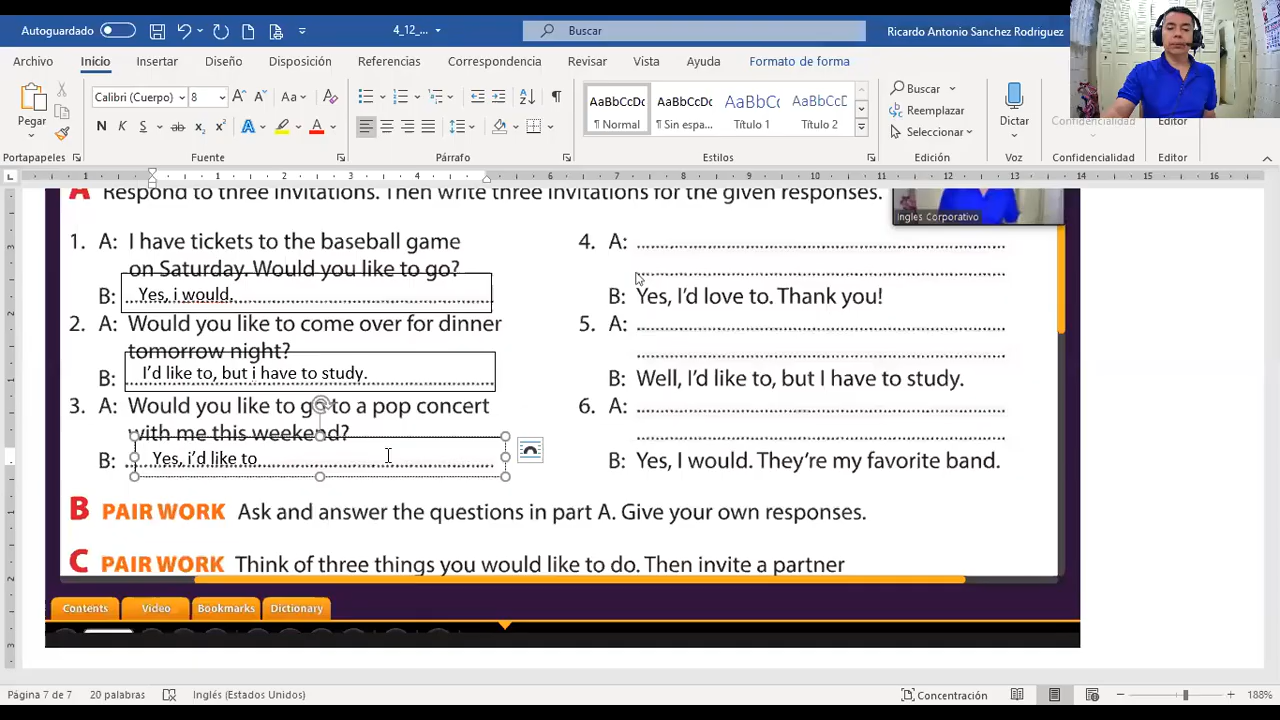 Autoguardado
4_12_...
Buscar
Ricardo Antonio Sanchez Rodriguez
Archivo Inicio Insertar Diseño Disposición Referencias Correspondencia Revisar Vista Ayuda Formato de forma
Pegar
Calibri (Cuerpo) 8
AaBbCcDc AaBbCcDc AaBbCc AaBbCcD
¶ Normal ¶ Sin espa... Título 1 Título 2
Buscar
Reemplazar
Seleccionar
Dictar
Confidencialidad
Editor
Portapapeles Fuente Párrafo Estilos Edición Voz Confidencialidad Editor
A Respond to three invitations. Then write three invitations for the given responses.
Ingles Corporativo
1. A: I have tickets to the baseball game
on Saturday. Would you like to go?
B: Yes, i would.
2. A: Would you like to come over for dinner
tomorrow night?
B: I'd like to, but i have to study.
3. A: Would you like to go to a pop concert
with me this weekend?
B: Yes, i'd like to
4. A:
B: Yes, I'd love to. Thank you!
5. A:
B: Well, I'd like to, but I have to study.
6. A:
B: Yes, I would. They're my favorite band.
B PAIR WORK Ask and answer the questions in part A. Give your own responses.
C PAIR WORK Think of three things you would like to do. Then invite a partner
Contents Video Bookmarks Dictionary
Página 7 de 7 20 palabras Inglés (Estados Unidos) Concentración 188%